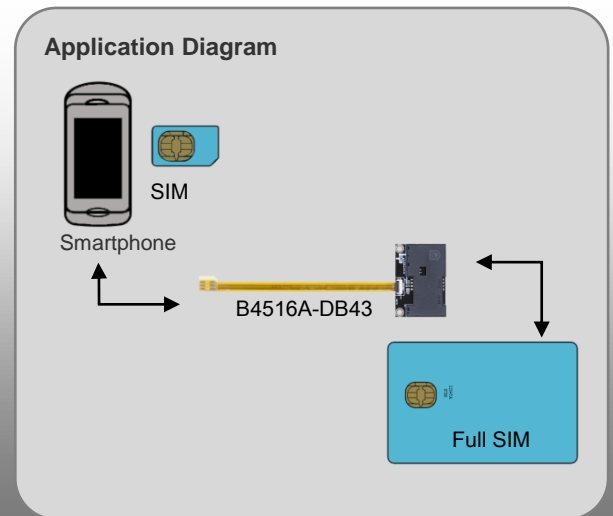 Application Diagram
SIM
Smartphone
B4516A-DB43
Full SIM